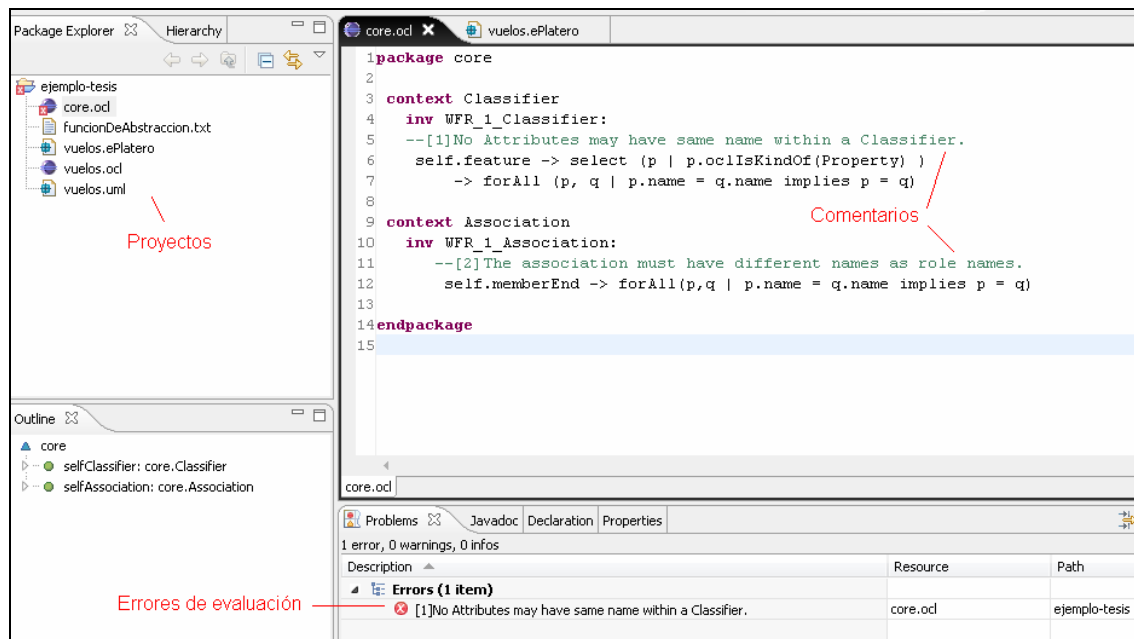 Package Explorer
Hierarchy
ejemplo-tesis
core.ocl
funcionDeAbstraccion.txt
vuelos.ePlatero
vuelos.ocl
vuelos.uml
Proyectos
Outline
core
selfClassifier: core.Classifier
selfAssociation: core.Association
core.ocl
vuelos.ePlatero
1package core
2
3 context Classifier
4 inv WFR_1_Classifier:
5 --[1]No Attributes may have same name within a Classifier.
6 self.feature -> select (p | p.oclIsKindOf(Property) )
7 -> forAll (p, q | p.name = q.name implies p = q)
8
9 context Association
10 inv WFR_1_Association:
11 --[2]The association must have different names as role names.
12 self.memberEnd -> forAll(p,q | p.name = q.name implies p = q)
13
14endpackage
15
Comentarios
core.ocl
Problems Javadoc Declaration Properties
1 error, 0 warnings, 0 infos
Description Resource Path
Errors (1 item)
Errores de evaluación
[1]No Attributes may have same name within a Classifier. core.ocl ejemplo-tesis